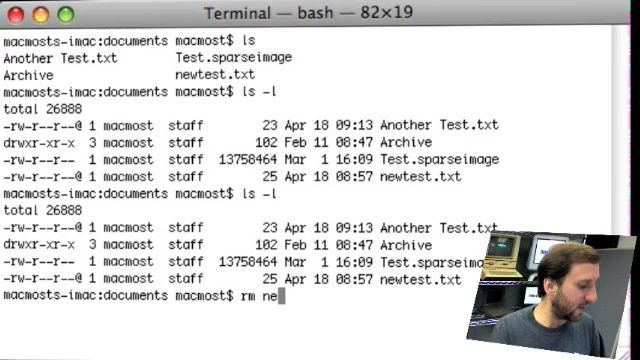 Terminal — bash — 82×19
macmosts-imac:documents macmost$ ls
Another Test.txt Test.sparseimage
Archive newtest.txt
macmosts-imac:documents macmost$ ls -l
total 26888
-rw-r--r--@ 1 macmost staff 23 Apr 18 09:13 Another Test.txt
drwxr-xr-x 3 macmost staff 102 Feb 11 08:47 Archive
-rw-r--r-- 1 macmost staff 13758464 Mar 1 16:09 Test.sparseimage
-rw-r--r--@ 1 macmost staff 25 Apr 18 08:57 newtest.txt
macmosts-imac:documents macmost$ ls -l
total 26888
-rw-r--r--@ 1 macmost staff 23 Apr 18 09:13 Another Test.txt
drwxr-xr-x 3 macmost staff 102 Feb 11 08:47 Archive
-rw-r--r-- 1 macmost staff 13758464 Mar 1 16:09 Test.sparseima
-rw-r--r--@ 1 macmost staff 25 Apr 18 08:57 newtest.txt
macmosts-imac:documents macmost$ rm ne